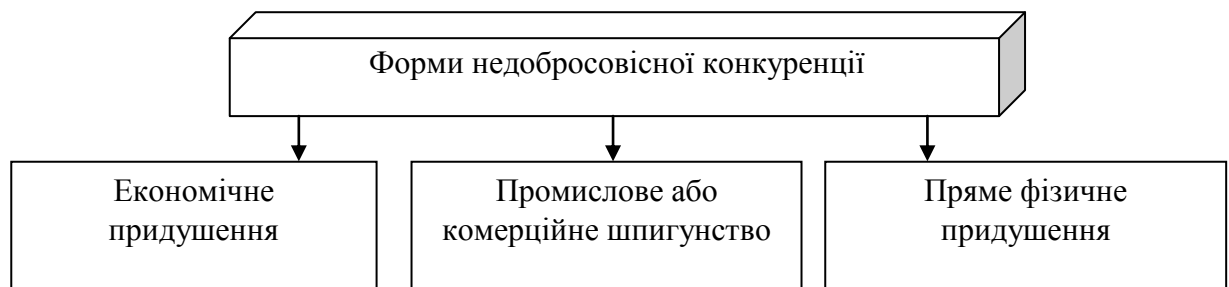 Форми недобросовісної конкуренції
Економічне
придушення
Промислове або
комерційне шпигунство
Пряме фізичне
придушення